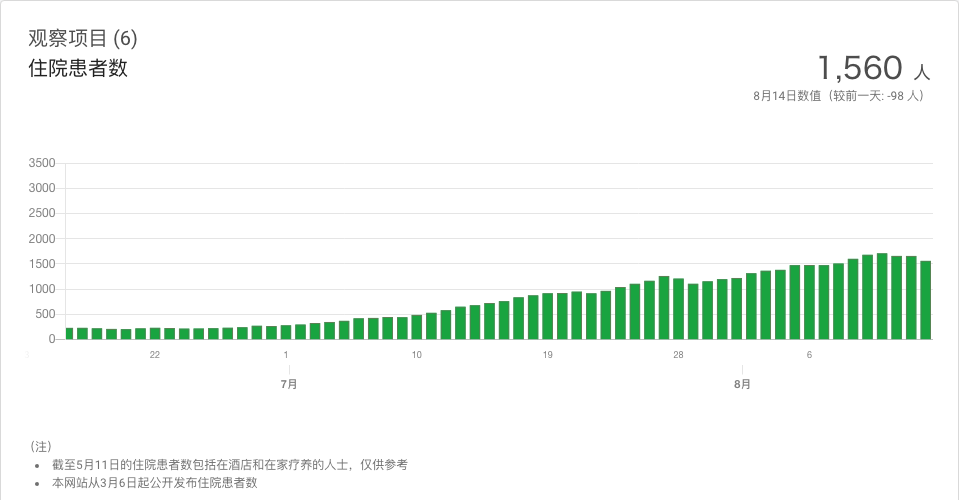 观察项目 (6)
住院患者数
1,560 人
8月14日数值（较前一天: -98 人）
3500
3000
2500
2000
1500
1000
500
0
22 1 10 19 28 6
7月 8月
（注）
• 截至5月11日的住院患者数包括在酒店和在家疗养的人士，仅供参考
• 本网站从3月6日起公开发布住院患者数